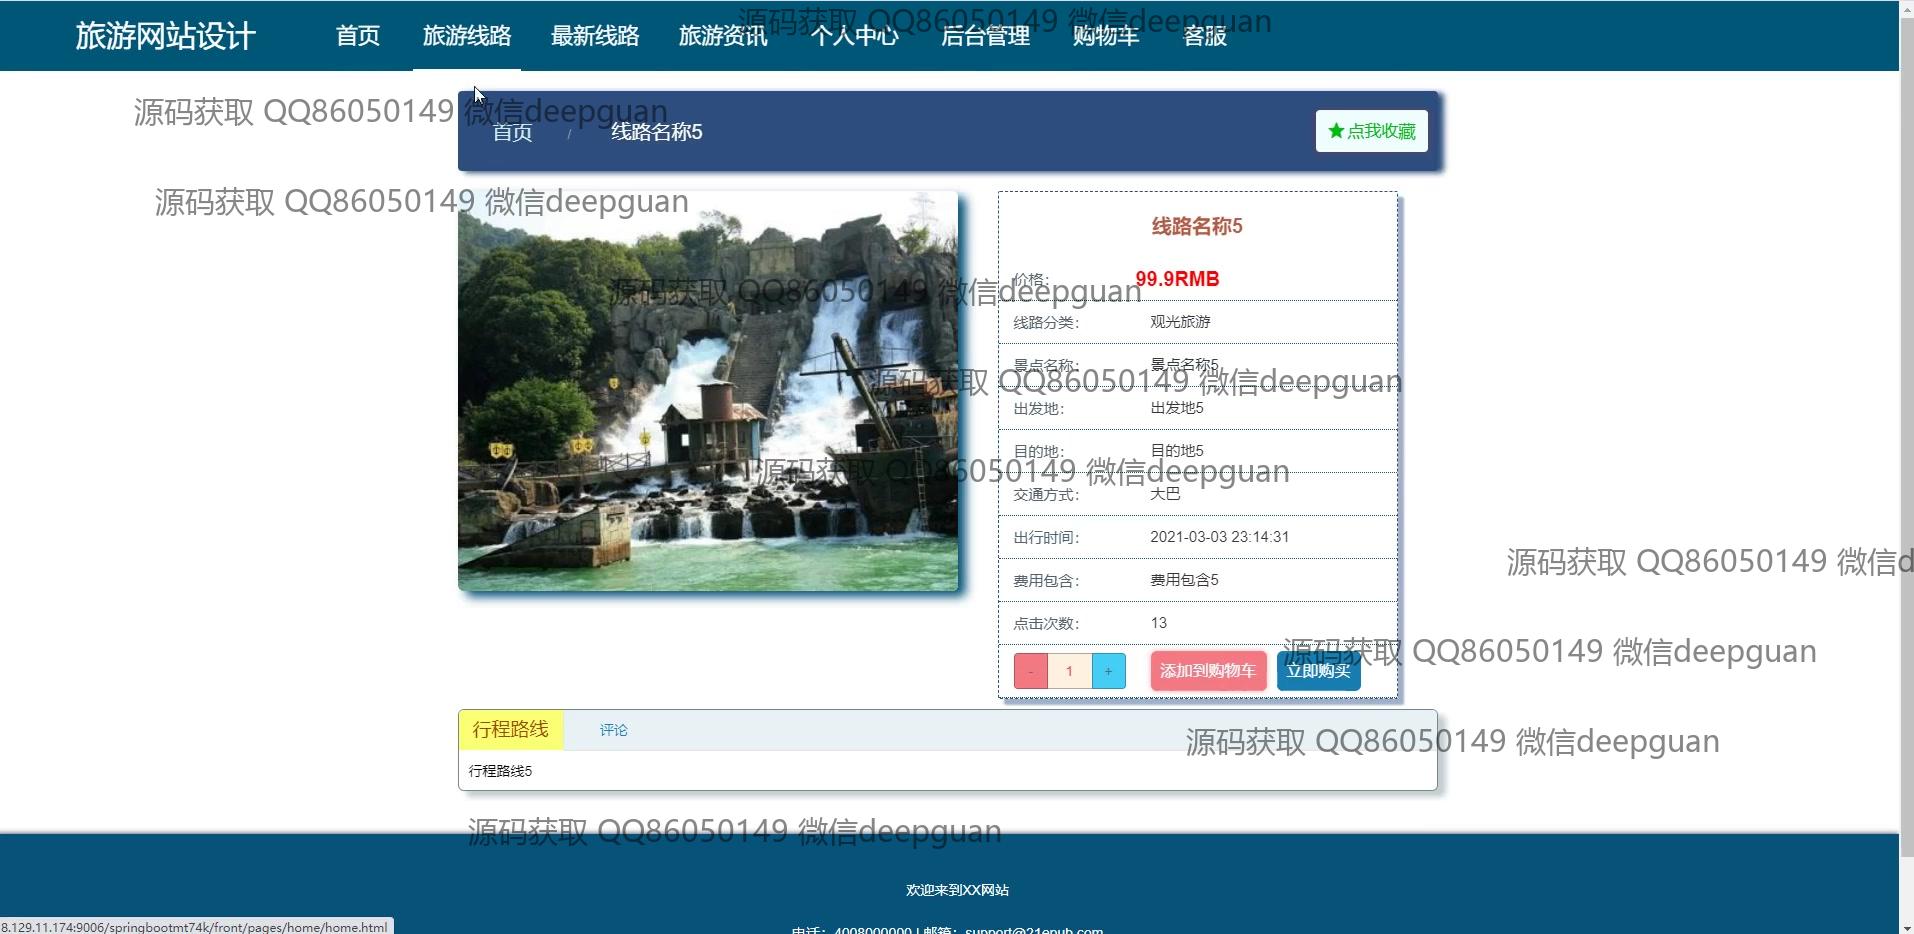 旅游网站设计 首页 旅游线路 最新线路 旅游资讯 个人中心 后台管理 购物车 客服
源码获取 QQ86050149 微信deepguan
源码获取 QQ86050149 微信deepguan
首页 / 线路名称5
★点我收藏
源码获取 QQ86050149 微信deepguan
线路名称5
价格: 99.9RMB
源码获取 QQ86050149 微信deepguan
线路分类: 观光旅游
景点名称: 景点名称5
源码获取 QQ86050149 微信deepguan
出发地: 出发地5
目的地: 目的地5
源码获取 QQ86050149 微信deepguan
交通方式: 大巴
出行时间: 2021-03-03 23:14:31
源码获取 QQ86050149 微信d
费用包含: 费用包含5
点击次数: 13
源码获取 QQ86050149 微信deepguan
- 1 + 添加到购物车 立即购买
行程路线 评论
源码获取 QQ86050149 微信deepguan
行程路线5
源码获取 QQ86050149 微信deepguan
欢迎来到XX网站
电话：4008000000 | 邮箱：support@21epub.com
8.129.11.174:9006/springbootmt74k/front/pages/home/home.html